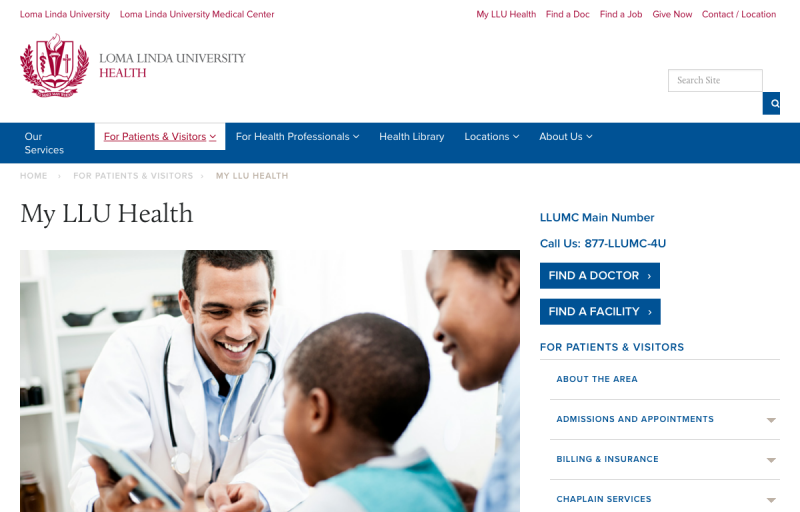 Loma Linda University Loma Linda University Medical Center
My LLU Health Find a Doc Find a Job Give Now Contact / Location
LOMA LINDA UNIVERSITY
HEALTH
Search Site
Our Services
For Patients & Visitors
For Health Professionals
Health Library
Locations
About Us
HOME › FOR PATIENTS & VISITORS › MY LLU HEALTH
My LLU Health
LLUMC Main Number
Call Us: 877-LLUMC-4U
FIND A DOCTOR ›
FIND A FACILITY ›
FOR PATIENTS & VISITORS
ABOUT THE AREA
ADMISSIONS AND APPOINTMENTS
BILLING & INSURANCE
CHAPLAIN SERVICES